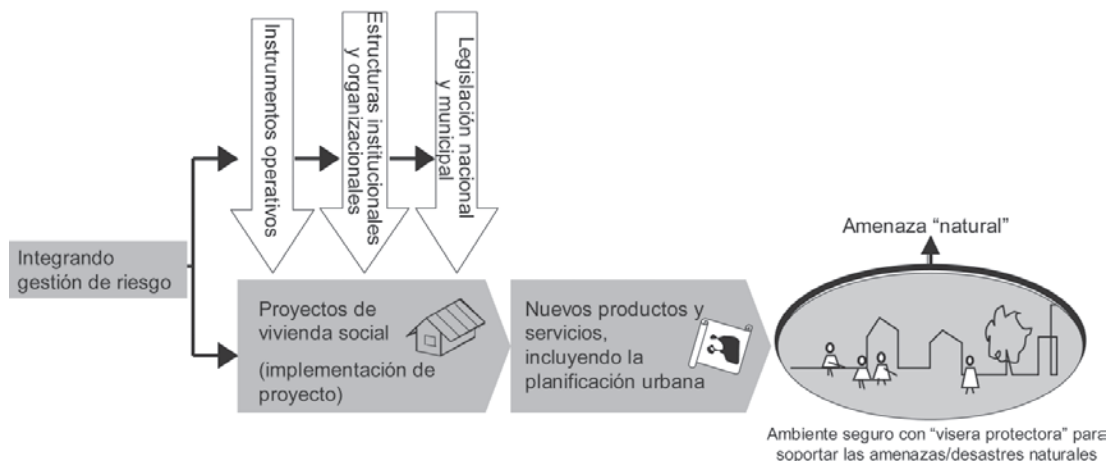 Instrumentos operativos
Estructuras institucionales
y organizacionales
Legislación nacional
y municipal
Integrando
gestión de riesgo
Proyectos de
vivienda social
(implementación de
proyecto)
Nuevos productos y
servicios,
incluyendo la
planificación urbana
Amenaza “natural”
Ambiente seguro con “visera protectora” para
soportar las amenazas/desastres naturales